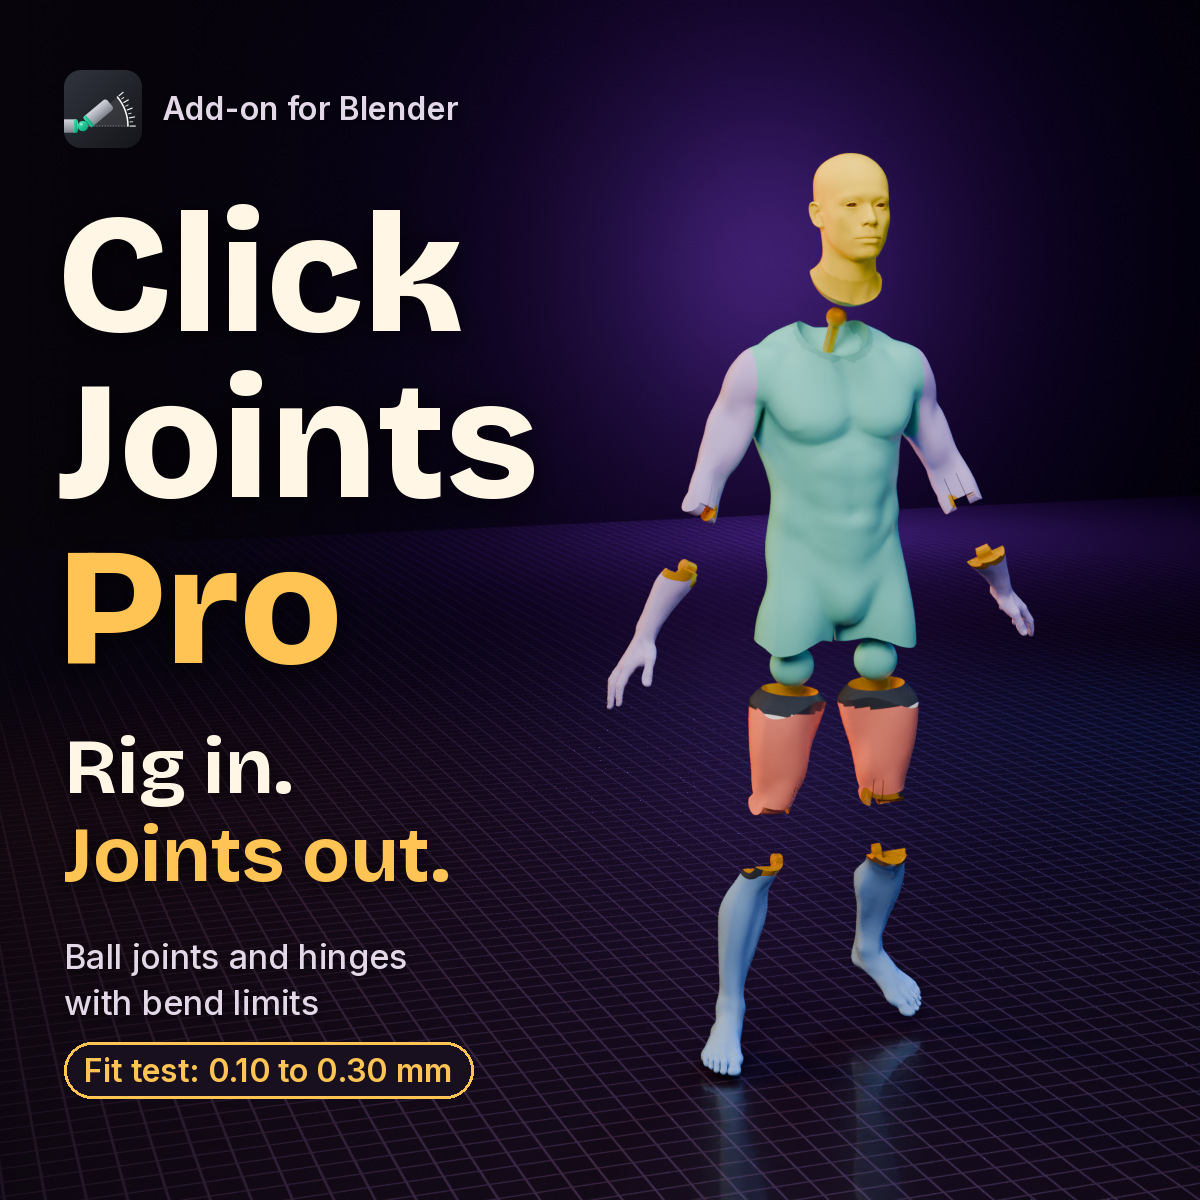 Add-on for Blender
Click
Joints
Pro
Rig in.
Joints out.
Ball joints and hinges
with bend limits
Fit test: 0.10 to 0.30 mm